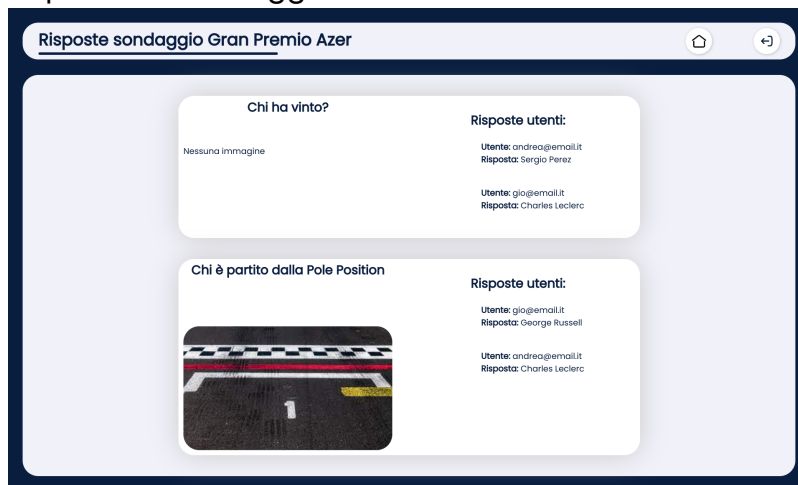 Risposte sondaggio Gran Premio Azer
Chi ha vinto?
Nessuna immagine
Risposte utenti:
Utente: andrea@email.it
Risposta: Sergio Perez
Utente: gio@email.it
Risposta: Charles Leclerc
Chi è partito dalla Pole Position
1
Risposte utenti:
Utente: gio@email.it
Risposta: George Russell
Utente: andrea@email.it
Risposta: Charles Leclerc